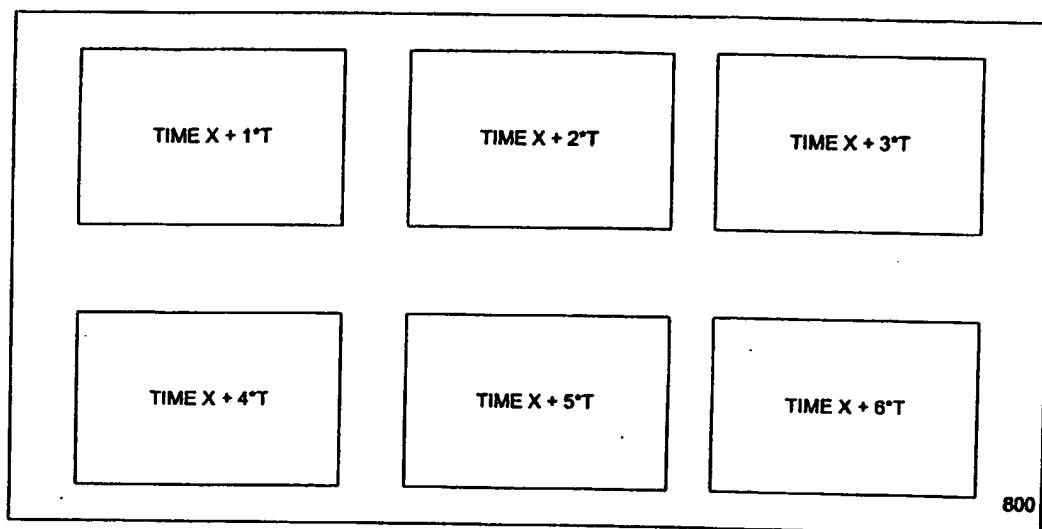 TIME X + 1*T
TIME X + 2*T
TIME X + 3*T
TIME X + 4*T
TIME X + 5*T
TIME X + 6*T
800